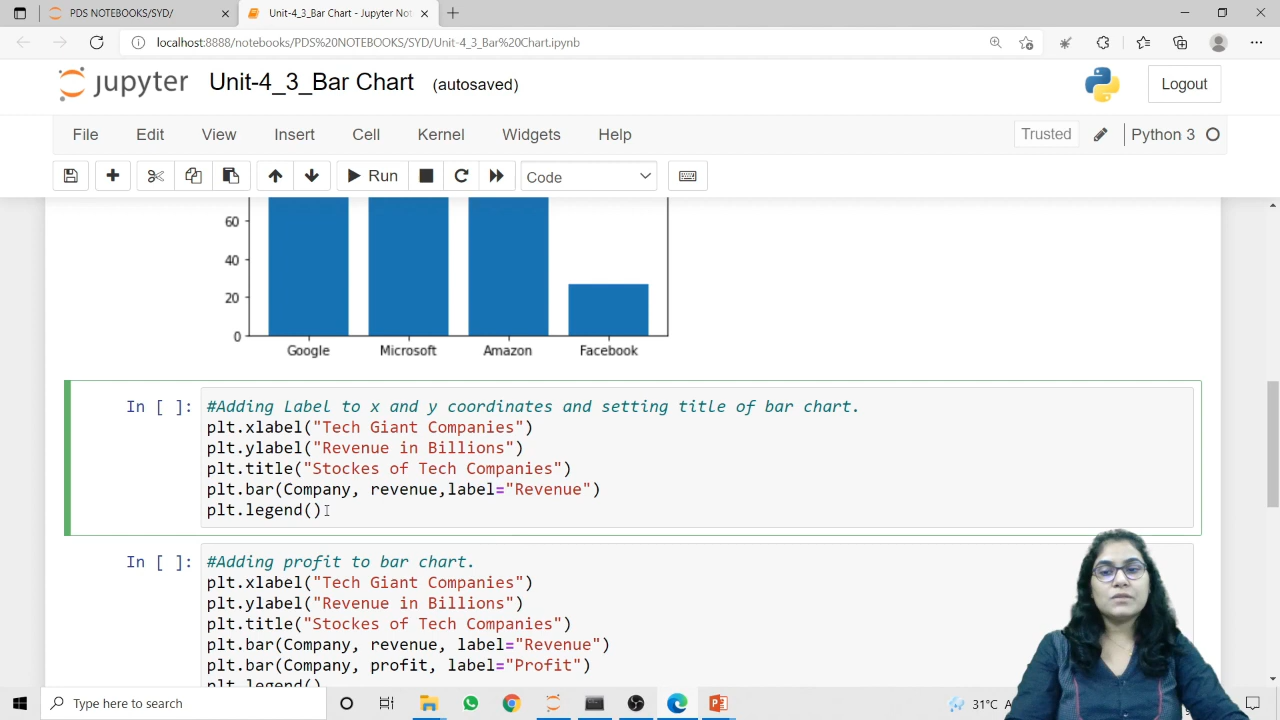 PDS NOTEBOOKS/SYD/
Unit-4_3_Bar Chart - Jupyter Not
localhost:8888/notebooks/PDS%20NOTEBOOKS/SYD/Unit-4_3_Bar%20Chart.ipynb
jupyter Unit-4_3_Bar Chart (autosaved)
Logout
File Edit View Insert Cell Kernel Widgets Help
Trusted Python 3
Run Code
60
40
20
0
Google Microsoft Amazon Facebook
In [ ]: #Adding Label to x and y coordinates and setting title of bar chart.
plt.xlabel("Tech Giant Companies")
plt.ylabel("Revenue in Billions")
plt.title("Stockes of Tech Companies")
plt.bar(Company, revenue,label="Revenue")
plt.legend()
In [ ]: #Adding profit to bar chart.
plt.xlabel("Tech Giant Companies")
plt.ylabel("Revenue in Billions")
plt.title("Stockes of Tech Companies")
plt.bar(Company, revenue, label="Revenue")
plt.bar(Company, profit, label="Profit")
plt.legend()
Type here to search
31°C